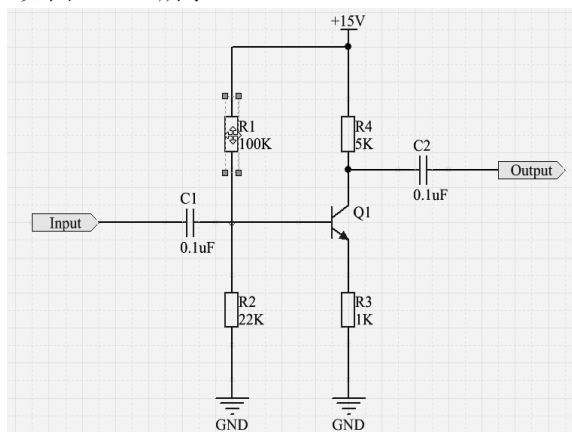 +15V
R1
100K
R4
5K
C2
0.1uF
Output
C1
0.1uF
Input
Q1
R2
22K
R3
1K
GND
GND